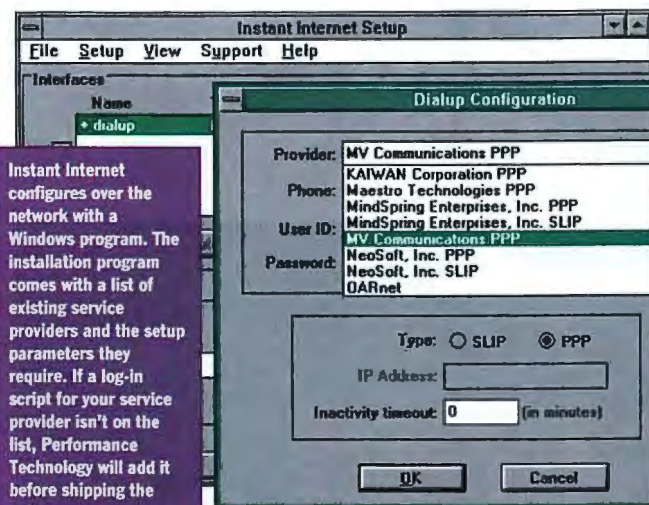 Instant Internet Setup
File Setup View Support Help
Interfaces
Name
+ dialup
Dialup Configuration
Provider: MV Communications PPP
KAIWAN Corporation PPP
Maestro Technologies PPP
MindSpring Enterprises, Inc. PPP
MindSpring Enterprises, Inc. SLIP
MV Communications PPP
NeoSoft, Inc. PPP
NeoSoft, Inc. SLIP
OARnet
Phone:
User ID:
Password:
Type: SLIP PPP
IP Address:
Inactivity timeout: 0 (in minutes)
OK Cancel
Instant Internet
configures over the
network with a
Windows program. The
installation program
comes with a list of
existing service
providers and the setup
parameters they
require. If a log-in
script for your service
provider isn't on the
list, Performance
Technology will add it
before shipping the